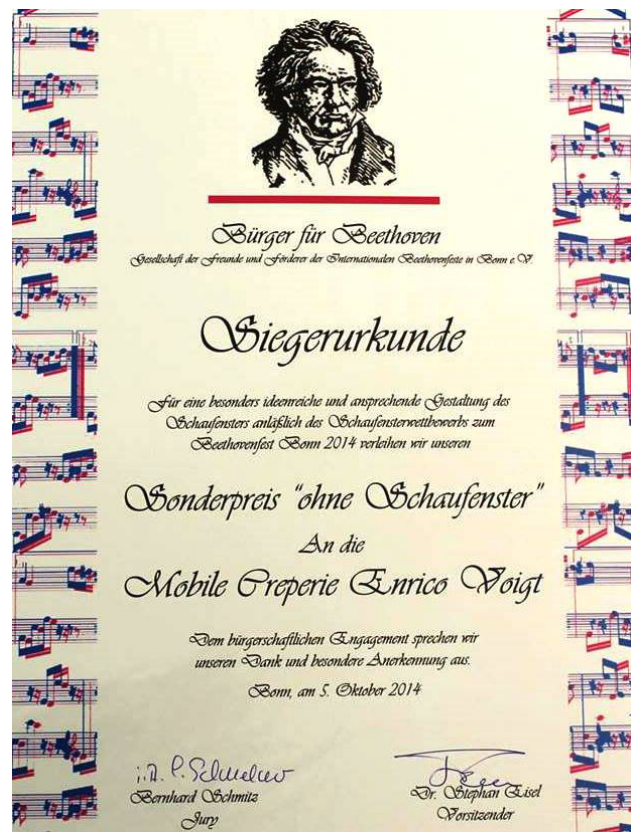 Bürger für Beethoven
Gesellschaft der Freunde und Förderer der Internationalen Beethovenfeste in Bonn e.V.
Siegerurkunde
Für eine besonders ideenreiche und ansprechende Gestaltung des
Schaufensters anläßlich des Schaufensterwettbewerbs zum
Beethovenfest Bonn 2014 verleihen wir unseren
Sonderpreis "ohne Schaufenster"
An die
Mobile Creperie Enrico Voigt
Dem bürgerschaftlichen Engagement sprechen wir
unseren Dank und besondere Anerkennung aus.
Bonn, am 5. Oktober 2014
Bernhard Schmitz
Jury
Dr. Stephan Eisel
Vorsitzender